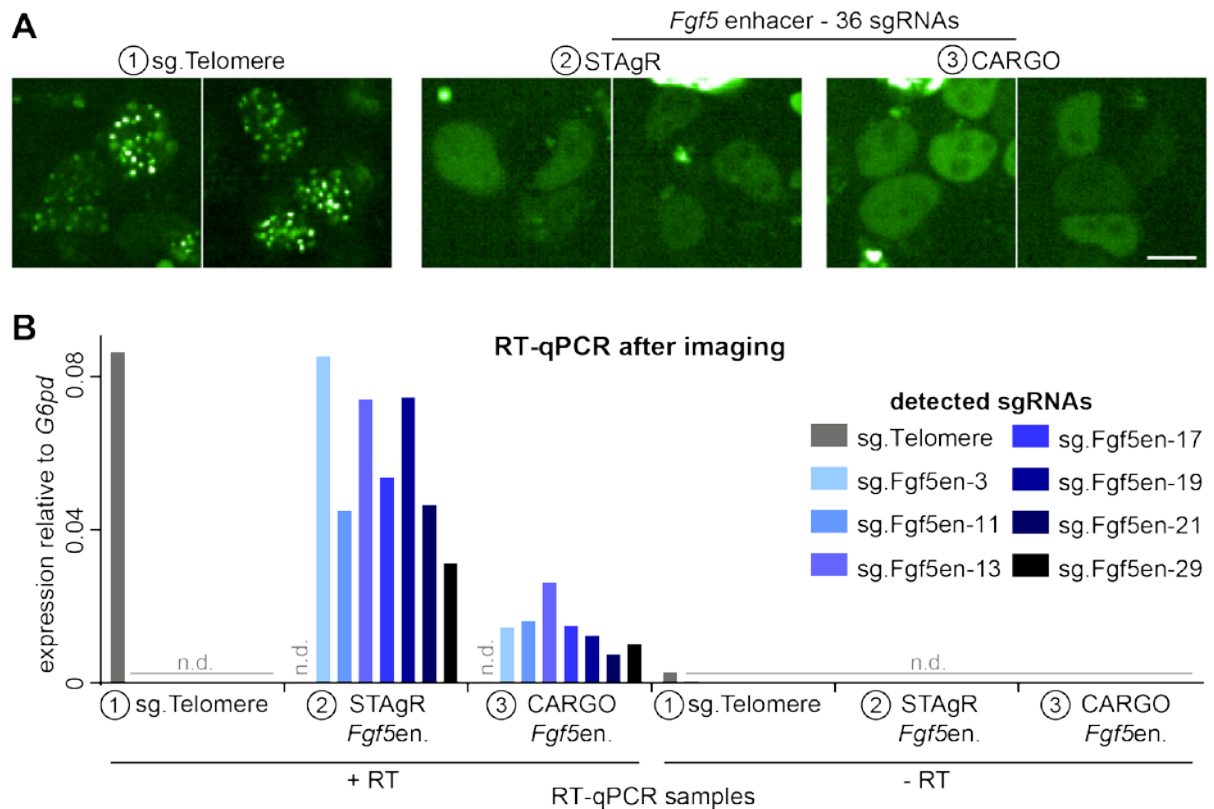 A
Fgf5 enhacer - 36 sgRNAs
1 sg.Telomere
2 STAgR
3 CARGO
B
RT-qPCR after imaging
expression relative to G6pd
0.08
0.04
0
n.d.
n.d.
n.d.
n.d.
detected sgRNAs
sg.Telomere
sg.Fgf5en-3
sg.Fgf5en-11
sg.Fgf5en-13
sg.Fgf5en-17
sg.Fgf5en-19
sg.Fgf5en-21
sg.Fgf5en-29
1 sg.Telomere
2 STAgR
Fgf5en.
3 CARGO
Fgf5en.
1 sg.Telomere
2 STAgR
Fgf5en.
3 CARGO
Fgf5en.
+ RT
- RT
RT-qPCR samples